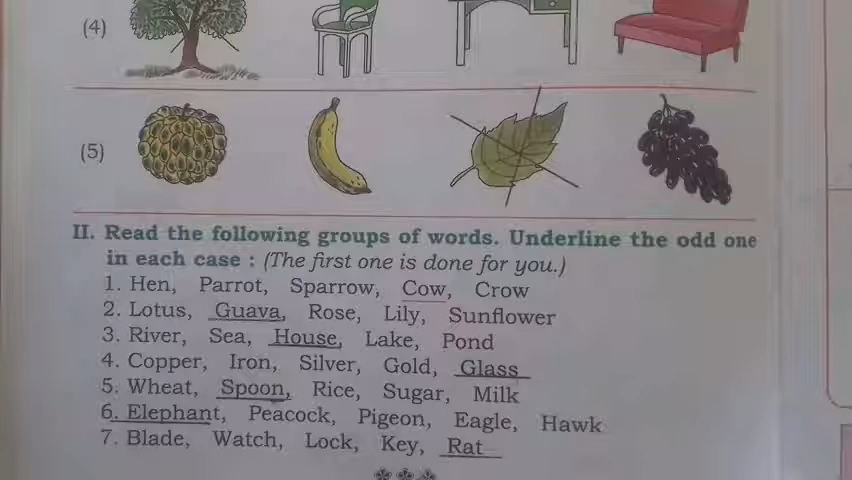 (4)
(5)
II. Read the following groups of words. Underline the odd one
in each case : (The first one is done for you.)
1. Hen, Parrot, Sparrow, Cow, Crow
2. Lotus, Guava, Rose, Lily, Sunflower
3. River, Sea, House, Lake, Pond
4. Copper, Iron, Silver, Gold, Glass
5. Wheat, Spoon, Rice, Sugar, Milk
6. Elephant, Peacock, Pigeon, Eagle, Hawk
7. Blade, Watch, Lock, Key, Rat